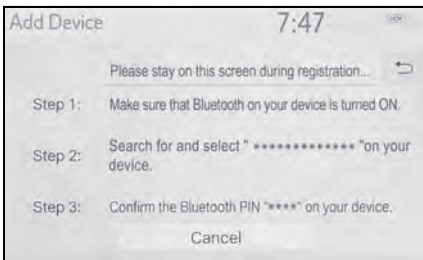 Add Device
7:47
Please stay on this screen during registration...
Step 1:
Make sure that Bluetooth on your device is turned ON.
Step 2:
Search for and select " ************* "on your
device.
Step 3:
Confirm the Bluetooth PIN "****" on your device.
Cancel